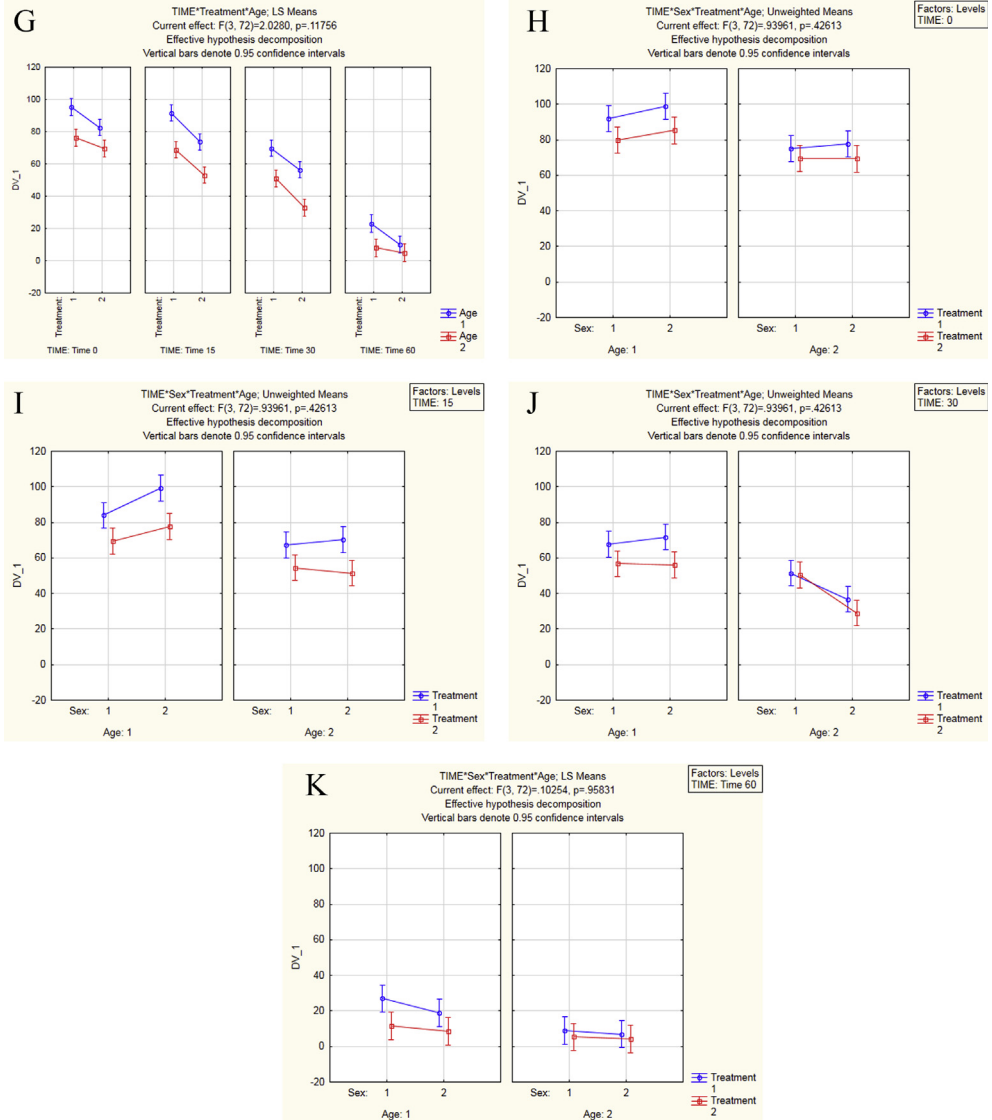 G
TIME*Treatment*Age; LS Means
Current effect: F(3, 72)=2.0280, p=.11756
Effective hypothesis decomposition
Vertical bars denote 0.95 confidence intervals
120
100
80
60
40
20
0
-20
DV_1
Treatment: 1 2
Treatment: 1 2
Treatment: 1 2
Treatment: 1 2
TIME: Time 0
TIME: Time 15
TIME: Time 30
TIME: Time 60
Age
1
Age
2
H
TIME*Sex*Treatment*Age; Unweighted Means
Current effect: F(3, 72)=.93961, p=.42613
Effective hypothesis decomposition
Vertical bars denote 0.95 confidence intervals
Factors: Levels
TIME: 0
120
100
80
60
40
20
0
-20
DV_1
Sex: 1 2
1 2
Age: 1
Age: 2
Treatment
1
Treatment
2
I
TIME*Sex*Treatment*Age; Unweighted Means
Current effect: F(3, 72)=.93961, p=.42613
Effective hypothesis decomposition
Vertical bars denote 0.95 confidence intervals
Factors: Levels
TIME: 15
120
100
80
60
40
20
0
-20
DV_1
Sex: 1 2
1 2
Age: 1
Age: 2
Treatment
1
Treatment
2
J
TIME*Sex*Treatment*Age; Unweighted Means
Current effect: F(3, 72)=.93961, p=.42613
Effective hypothesis decomposition
Vertical bars denote 0.95 confidence intervals
Factors: Levels
TIME: 30
120
100
80
60
40
20
0
-20
DV_1
Sex: 1 2
1 2
Age: 1
Age: 2
Treatment
1
Treatment
2
K
TIME*Sex*Treatment*Age; LS Means
Current effect: F(3, 72)=.10254, p=.95831
Effective hypothesis decomposition
Vertical bars denote 0.95 confidence intervals
Factors: Levels
TIME: Time 60
120
100
80
60
40
20
0
-20
DV_1
Sex: 1 2
1 2
Age: 1
Age: 2
Treatment
1
Treatment
2